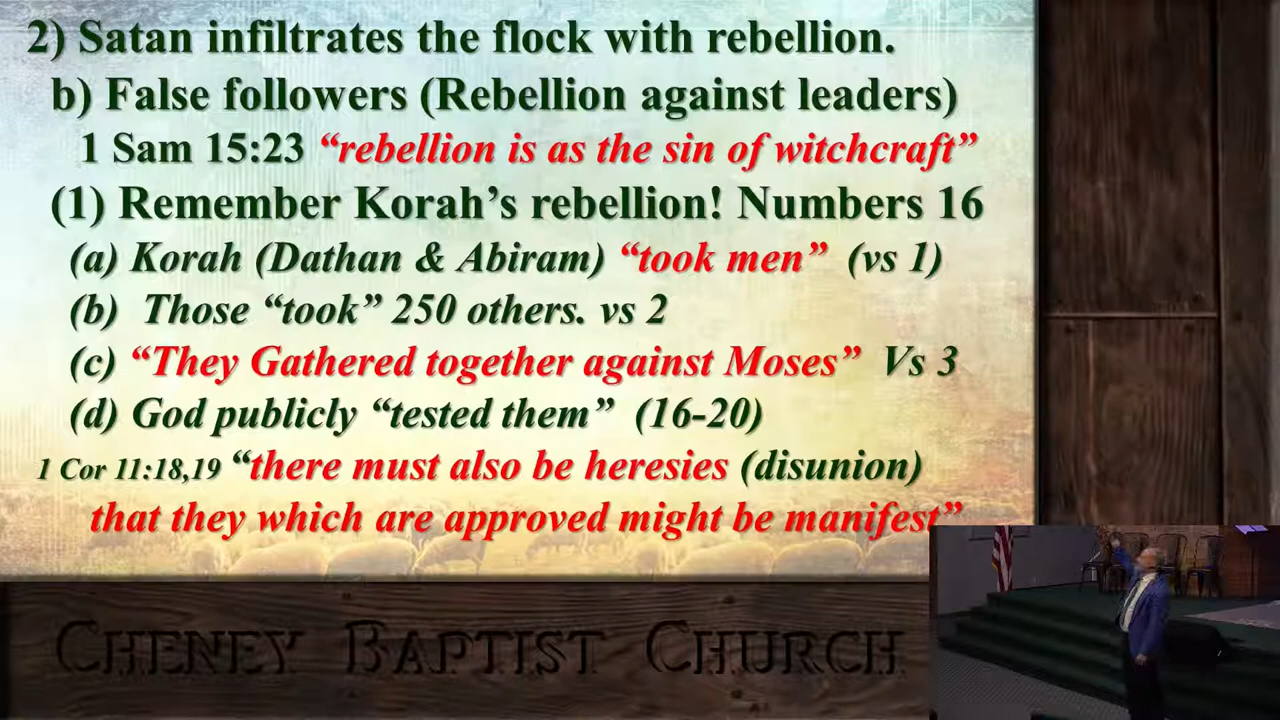 2) Satan infiltrates the flock with rebellion.
b) False followers (Rebellion against leaders)
1 Sam 15:23 “rebellion is as the sin of witchcraft”
(1) Remember Korah’s rebellion! Numbers 16
(a) Korah (Dathan & Abiram) “took men” (vs 1)
(b) Those “took” 250 others. vs 2
(c) “They Gathered together against Moses” Vs 3
(d) God publicly “tested them” (16-20)
1 Cor 11:18,19 “there must also be heresies (disunion)
that they which are approved might be manifest”
Cheney Baptist Church